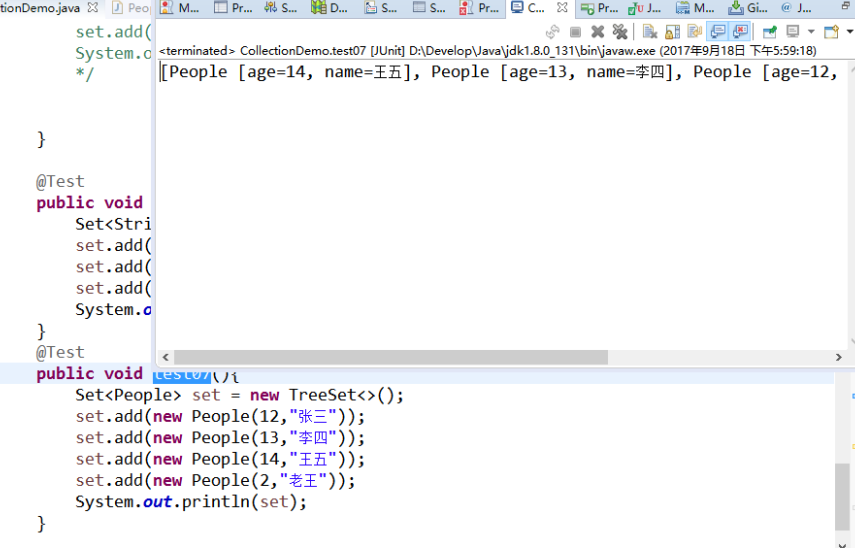 ctionDemo.java Peop M... Pr... S... D... S... S... Pr... C... Pr... J... M... Gi... J...
<terminated> CollectionDemo.test07 [JUnit] D:\Develop\Java\jdk1.8.0_131\bin\javaw.exe (2017年9月18日 下午5:59:18)
[People [age=14, name=王五], People [age=13, name=李四], People [age=12,
set.add(
System.o
*/
}
@Test
public void
Set<Stri
set.add(
set.add(
set.add(
System.o
}
@Test
public void test07(){
Set<People> set = new TreeSet<>();
set.add(new People(12,"张三"));
set.add(new People(13,"李四"));
set.add(new People(14,"王五"));
set.add(new People(2,"老王"));
System.out.println(set);
}